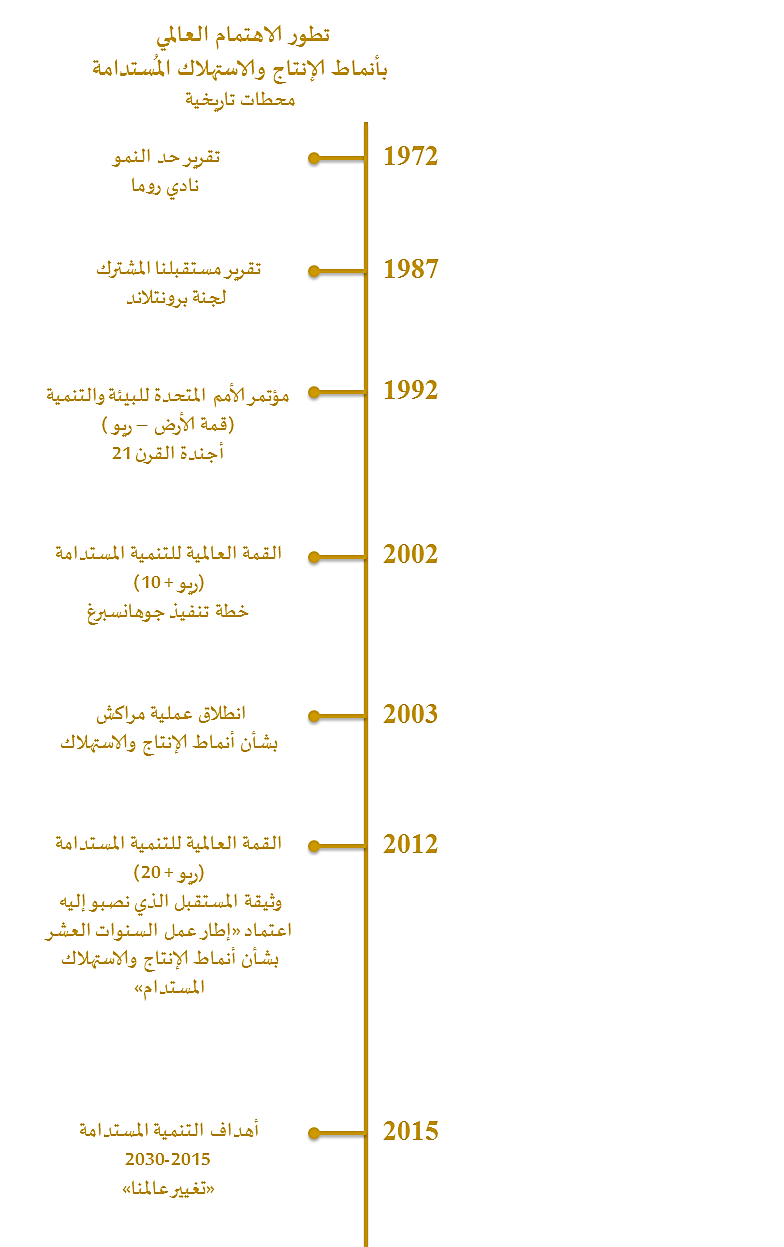 تطور الاهتمام العالمي
بأنماط الإنتاج والاستهلاك المُستدامة
محطات تاريخية
1972
تقرير حد النمو
نادي روما
1987
تقرير مستقبلنا المشترك
لجنة برونتلاند
1992
مؤتمر الأمم المتحدة للبيئة والتنمية
(قمة الأرض – ريو )
أجندة القرن 21
2002
القمة العالمية للتنمية المستدامة
(ريو + 10)
خطة تنفيذ جوهانسبرغ
2003
انطلاق عملية مراكش
بشأن أنماط الإنتاج والاستهلاك
2012
القمة العالمية للتنمية المستدامة
(ريو + 20)
وثيقة المستقبل الذي نصبو إليه
اعتماد «إطار عمل السنوات العشر
بشأن أنماط الإنتاج والاستهلاك
المستدام»
2015
أهداف التنمية المستدامة
2030-2015
«تغيير عالمنا»